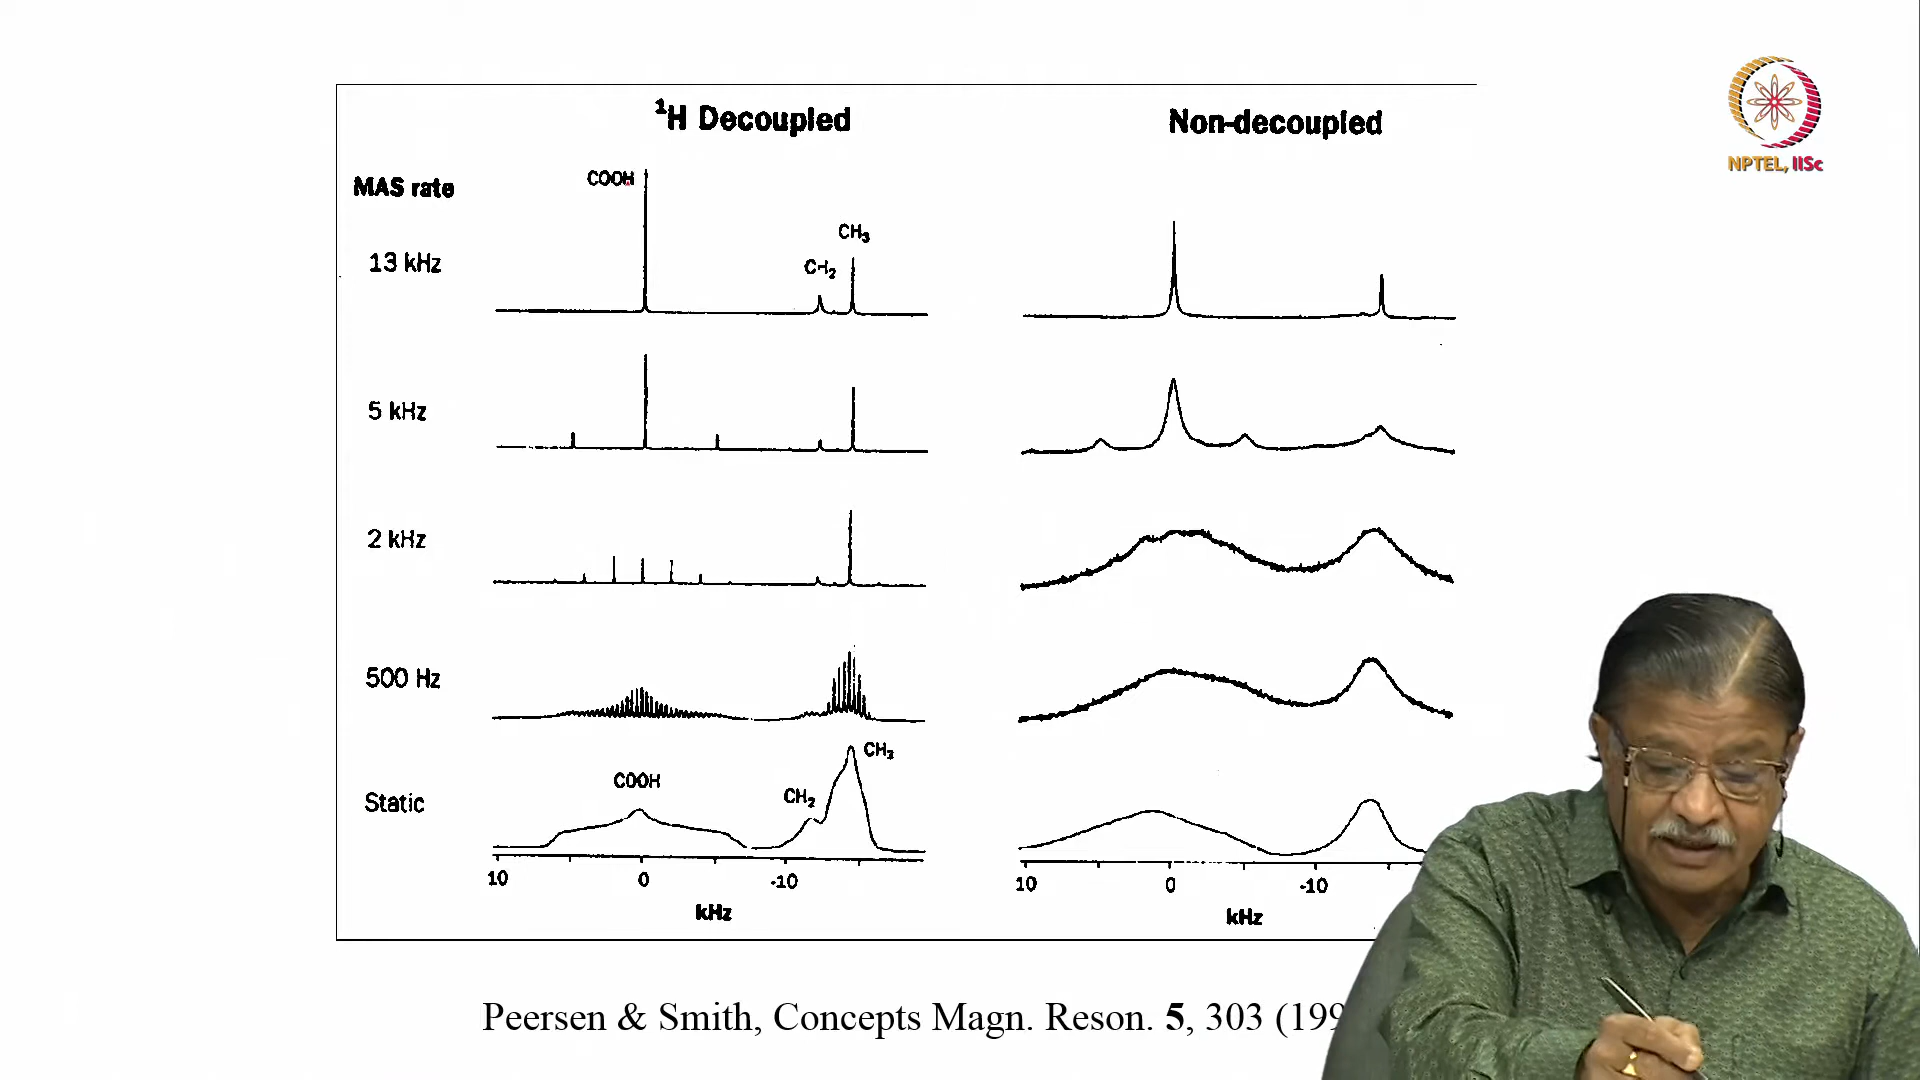 ¹H Decoupled
Non-decoupled
NPTEL, IISc
MAS rate
COOH
13 kHz
CH₃
CH₂
5 kHz
2 kHz
500 Hz
Static
COOH
CH₂
CH₃
10 0 -10
kHz
10 0 -10
kHz
Peersen & Smith, Concepts Magn. Reson. 5, 303 (199